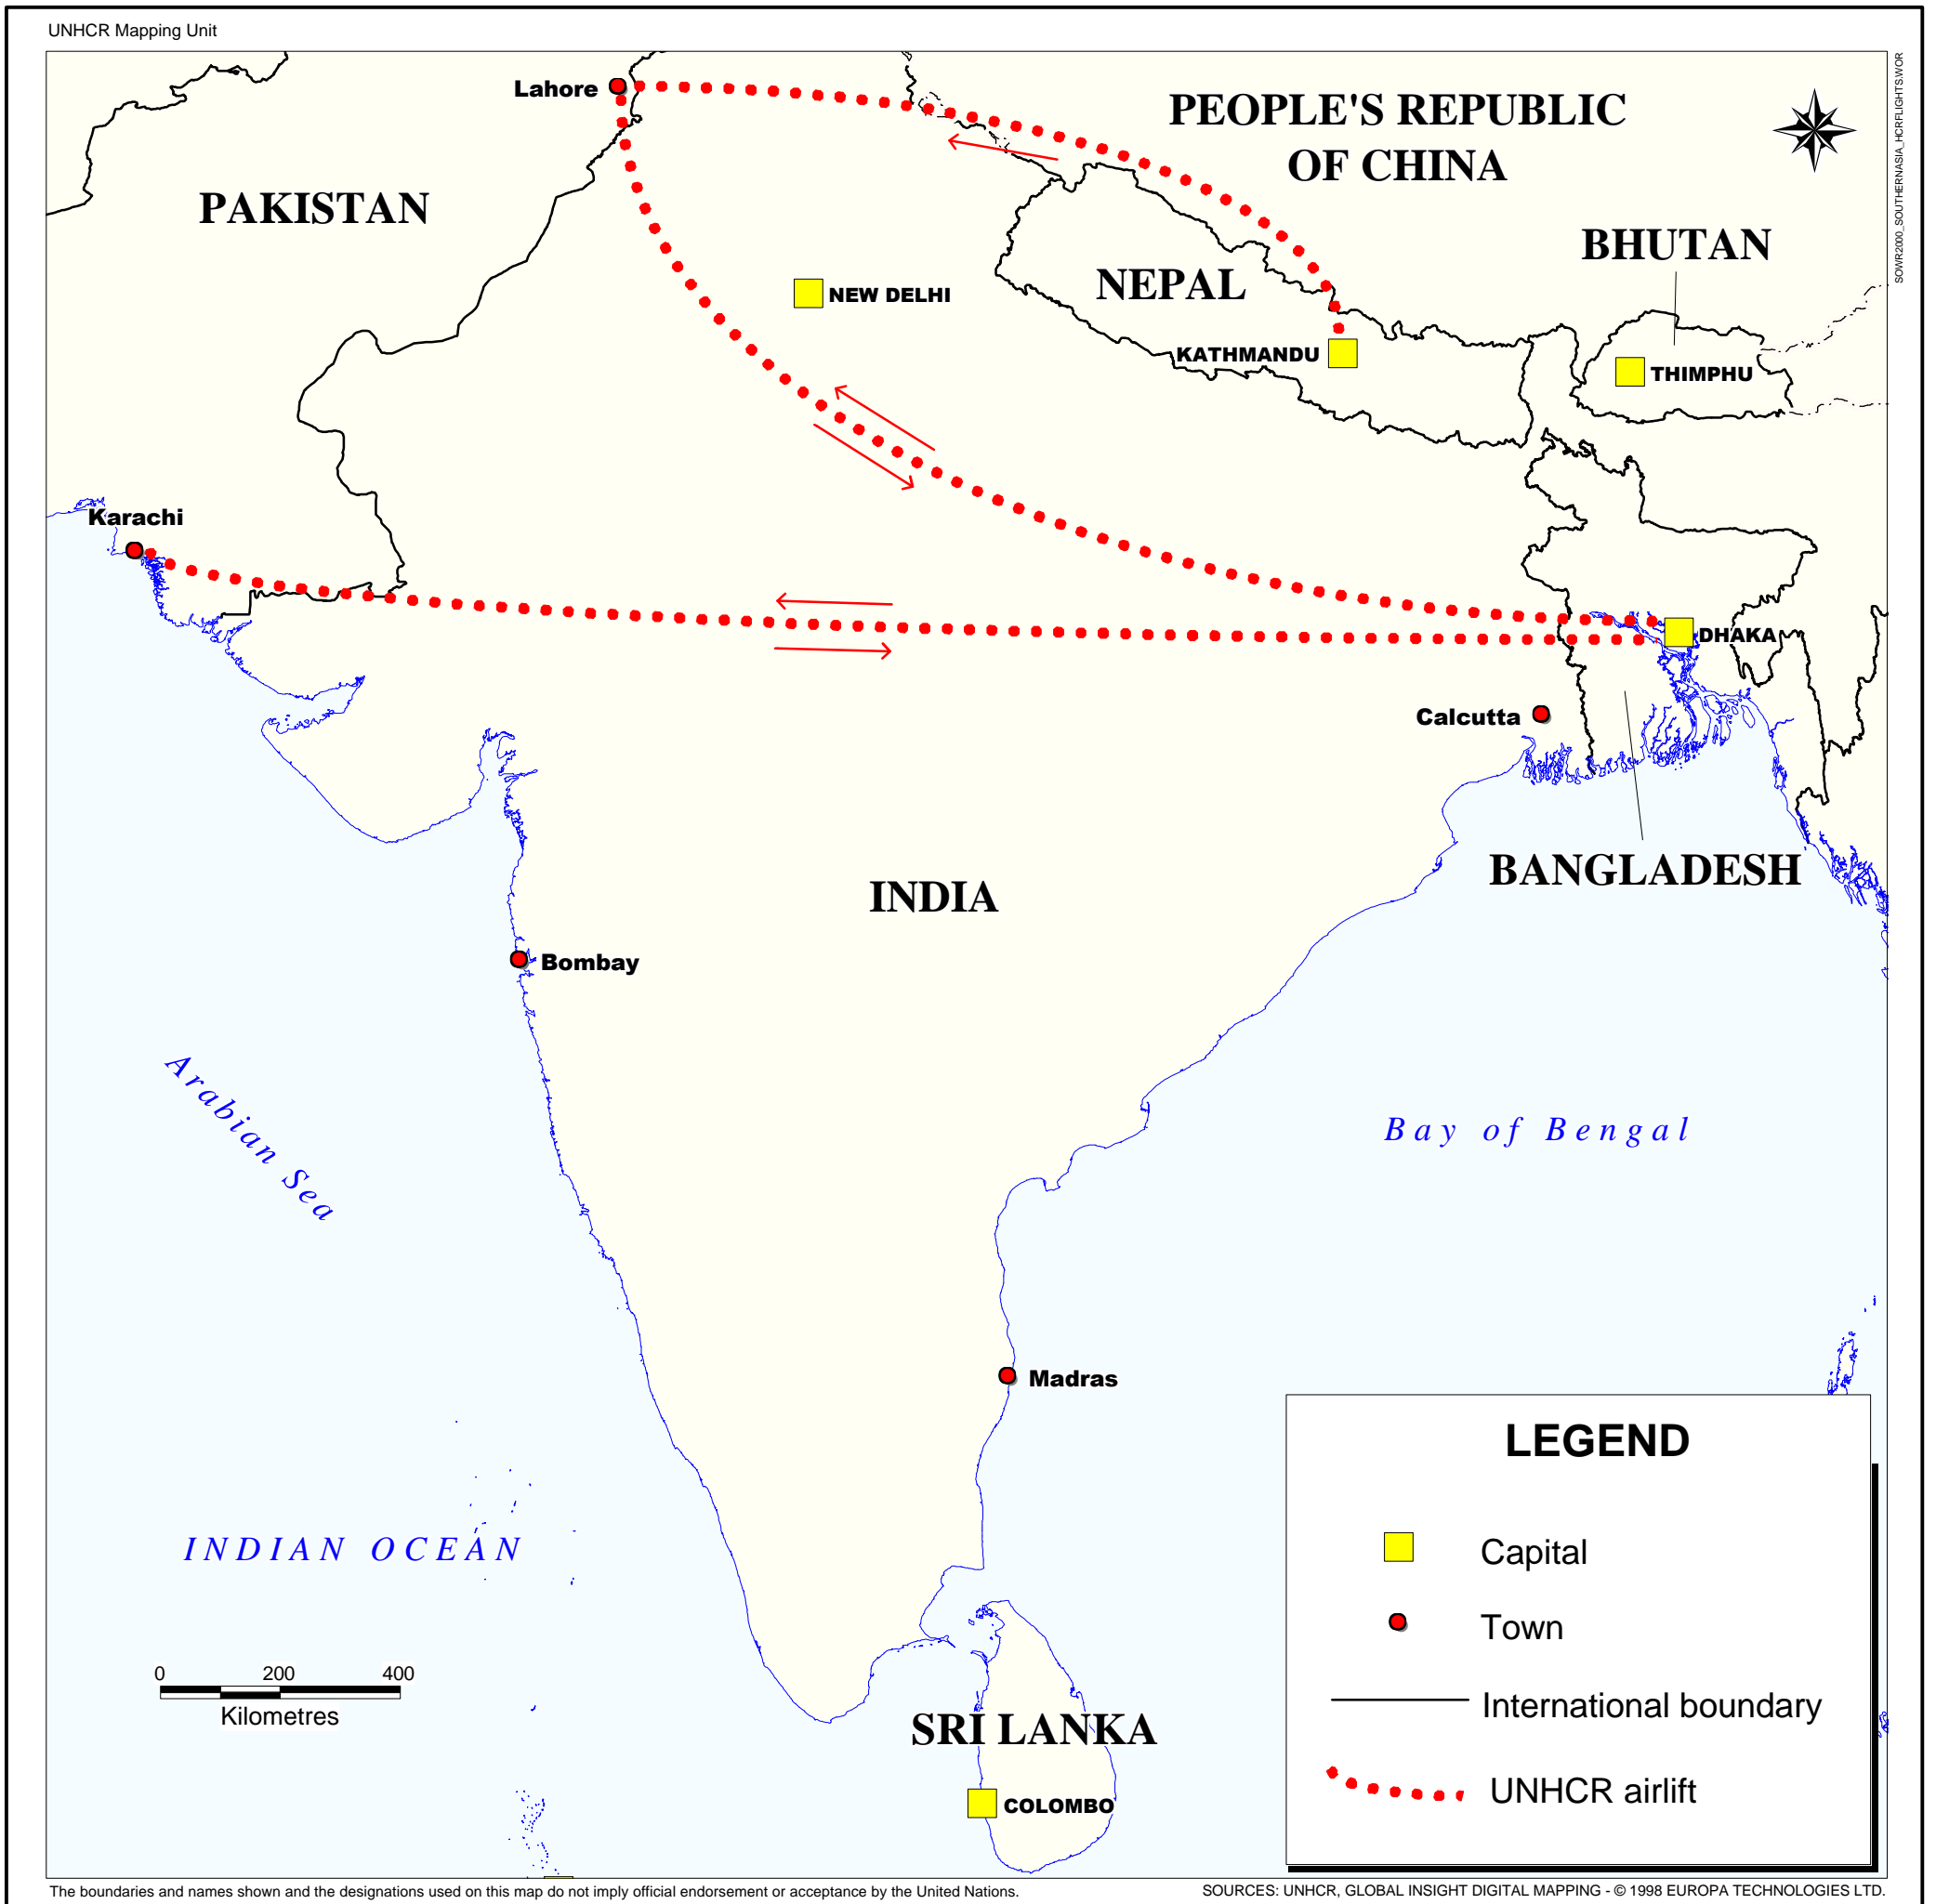 UNHCR Mapping Unit
SOWR2000_SOUTHERNASIA_HCRFLIGHTS.WOR
Lahore
PEOPLE'S REPUBLIC
OF CHINA
PAKISTAN
BHUTAN
NEPAL
NEW DELHI
KATHMANDU
THIMPHU
Karachi
DHAKA
Calcutta
BANGLADESH
INDIA
Bombay
Arabian Sea
Bay of Bengal
Madras
LEGEND
Capital
Town
International boundary
UNHCR airlift
INDIAN OCEAN
0 200 400
Kilometres
SRI LANKA
COLOMBO
The boundaries and names shown and the designations used on this map do not imply official endorsement or acceptance by the United Nations.
SOURCES: UNHCR, GLOBAL INSIGHT DIGITAL MAPPING - © 1998 EUROPA TECHNOLOGIES LTD.